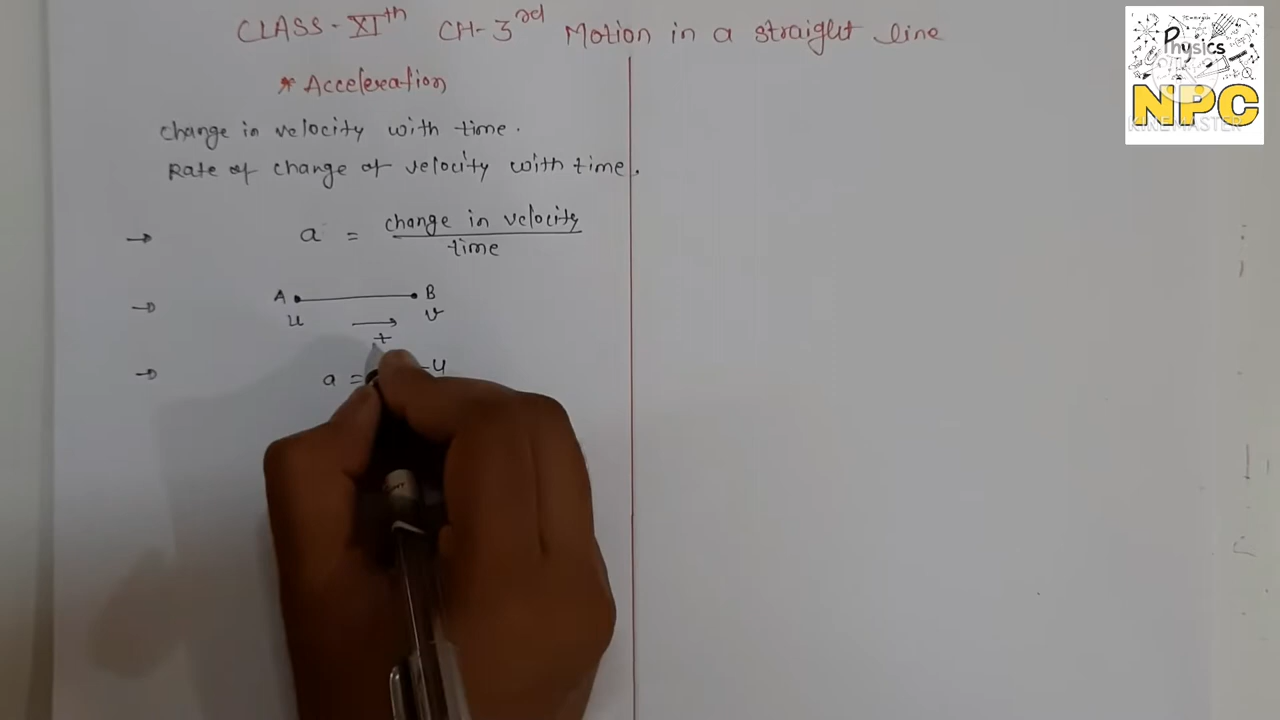 CLASS - XIth CH-3rd Motion in a straight line
* Acceleration
change in velocity with time.
Rate of change of velocity with time.
→ a = change in velocity
time
→ A B
u v
→
t
→ a = -u
Physics
NPC
KINEMASTER